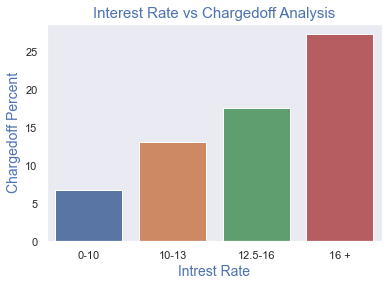 Interest Rate vs Chargedoff Analysis
Chargedoff Percent
25
20
15
10
5
0
0-10 10-13 12.5-16 16 +
Intrest Rate